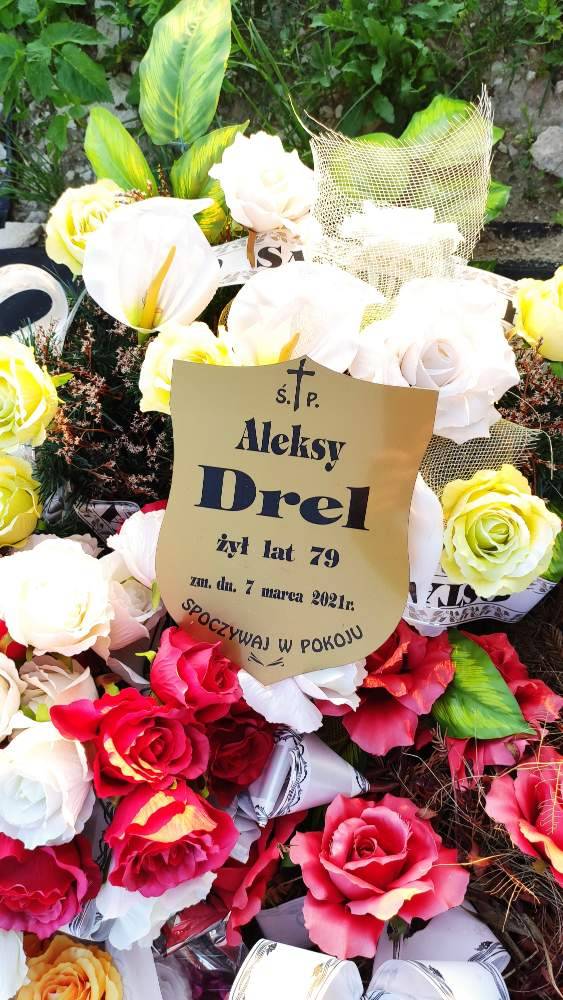 Ś. P.
Aleksy
Drel
żył lat 79
zm. dn. 7 marca 2021r.
SPOCZYWAJ W POKOJU